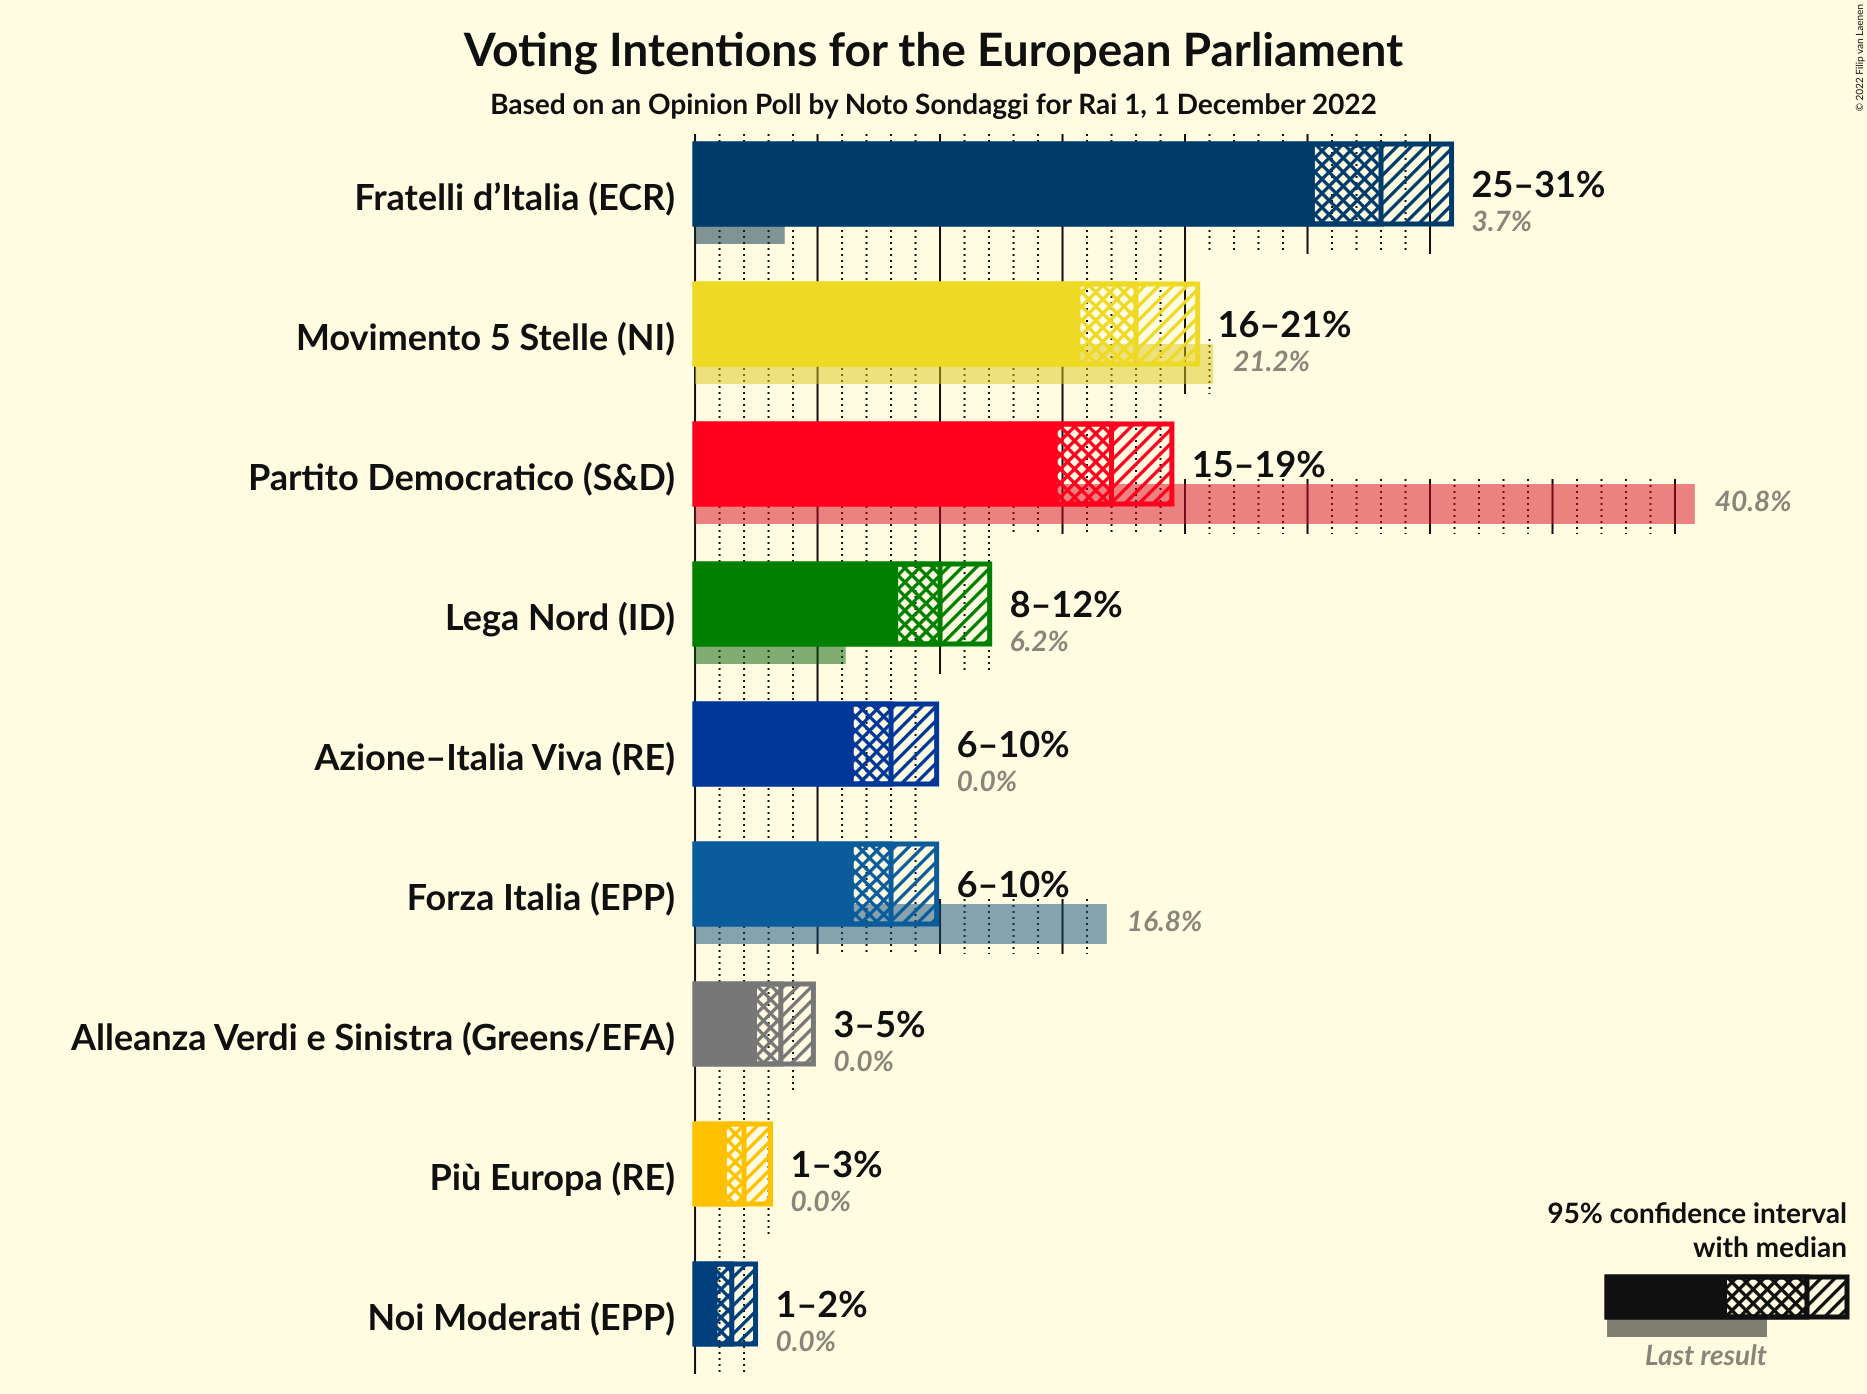 © 2022 Filip van Laenen
Voting Intentions for the European Parliament
Based on an Opinion Poll by Noto Sondaggi for Rai 1, 1 December 2022
Fratelli d’Italia (ECR)
25–31%
3.7%
Movimento 5 Stelle (NI)
16–21%
21.2%
Partito Democratico (S&D)
15–19%
40.8%
Lega Nord (ID)
8–12%
6.2%
Azione–Italia Viva (RE)
6–10%
0.0%
Forza Italia (EPP)
6–10%
16.8%
Alleanza Verdi e Sinistra (Greens/EFA)
3–5%
0.0%
Più Europa (RE)
1–3%
0.0%
Noi Moderati (EPP)
1–2%
0.0%
95% confidence interval
with median
Last result